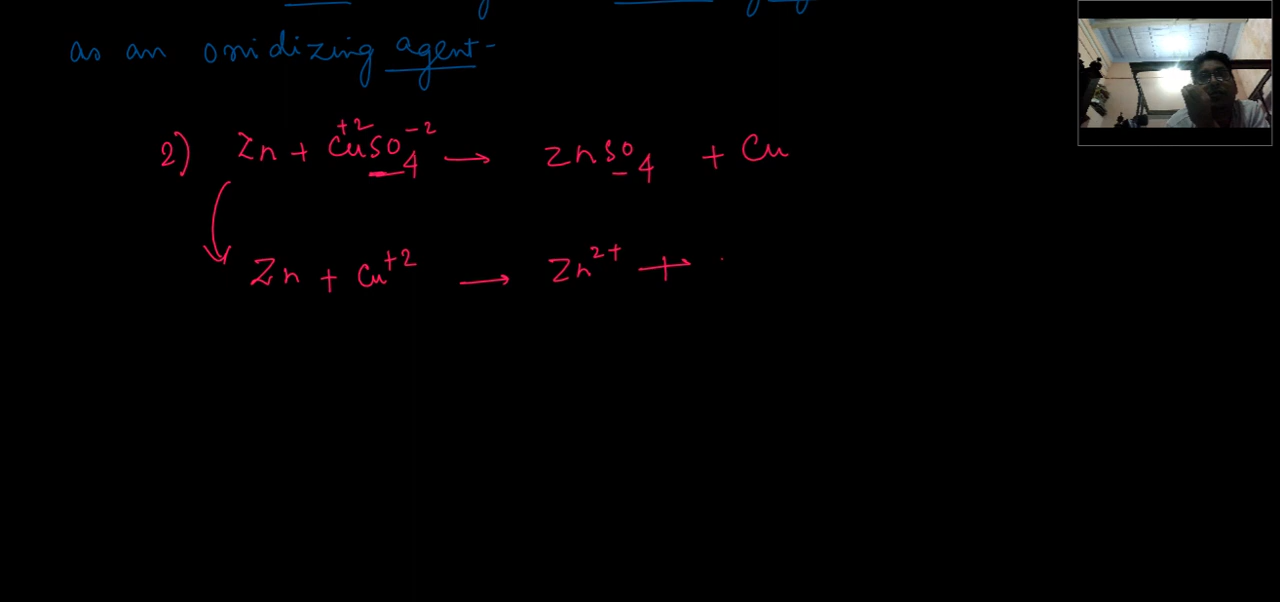 as an oxidizing agent-
2) Zn + Cu⁺²SO₄⁻² → ZnSO₄ + Cu
Zn + Cu⁺² → Zn²⁺ +